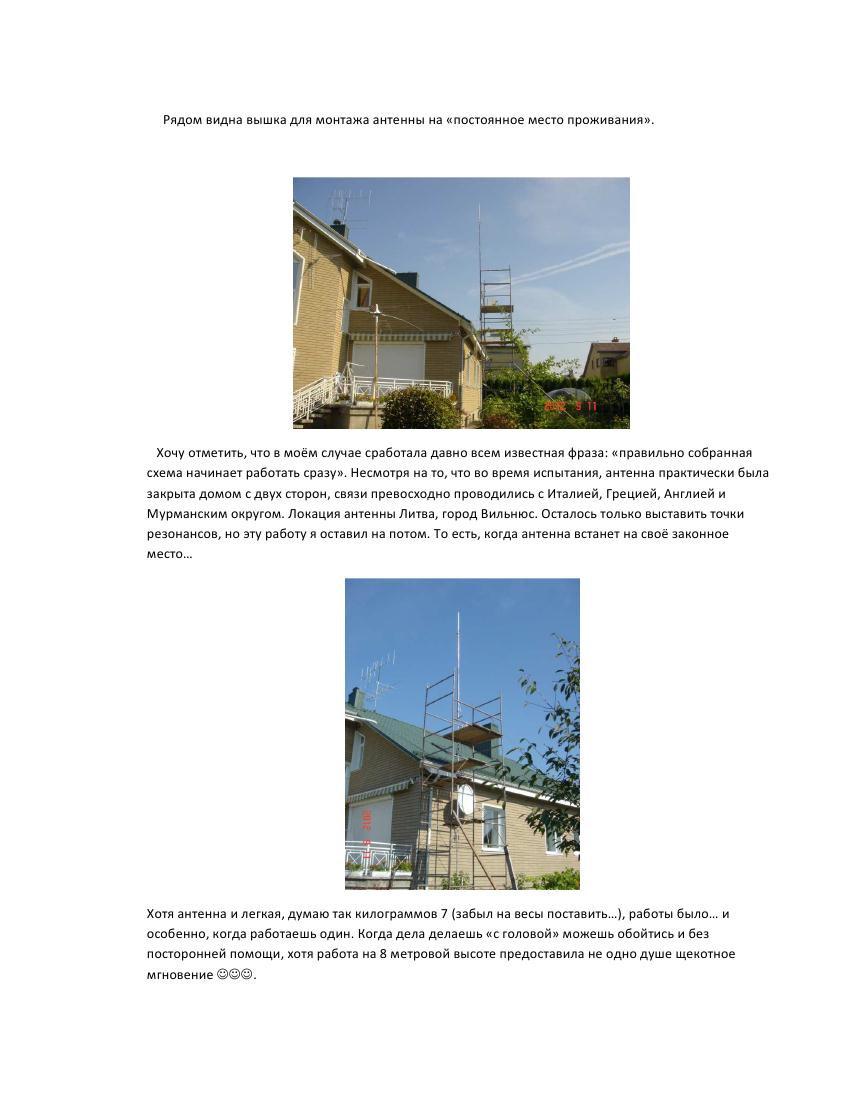 Рядом видна вышка для монтажа антенны на «постоянное место проживания».
2012 9 11
Хочу отметить, что в моём случае сработала давно всем известная фраза: «правильно собранная
схема начинает работать сразу». Несмотря на то, что во время испытания, антенна практически была
закрыта домом с двух сторон, связи превосходно проводились с Италией, Грецией, Англией и
Мурманским округом. Локация антенны Литва, город Вильнюс. Осталось только выставить точки
резонансов, но эту работу я оставил на потом. То есть, когда антенна встанет на своё законное
место…
Хотя антенна и легкая, думаю так килограммов 7 (забыл на весы поставить…), работы было… и
особенно, когда работаешь один. Когда дела делаешь «с головой» можешь обойтись и без
посторонней помощи, хотя работа на 8 метровой высоте предоставила не одно душе щекотное
мгновение ☺☺☺.